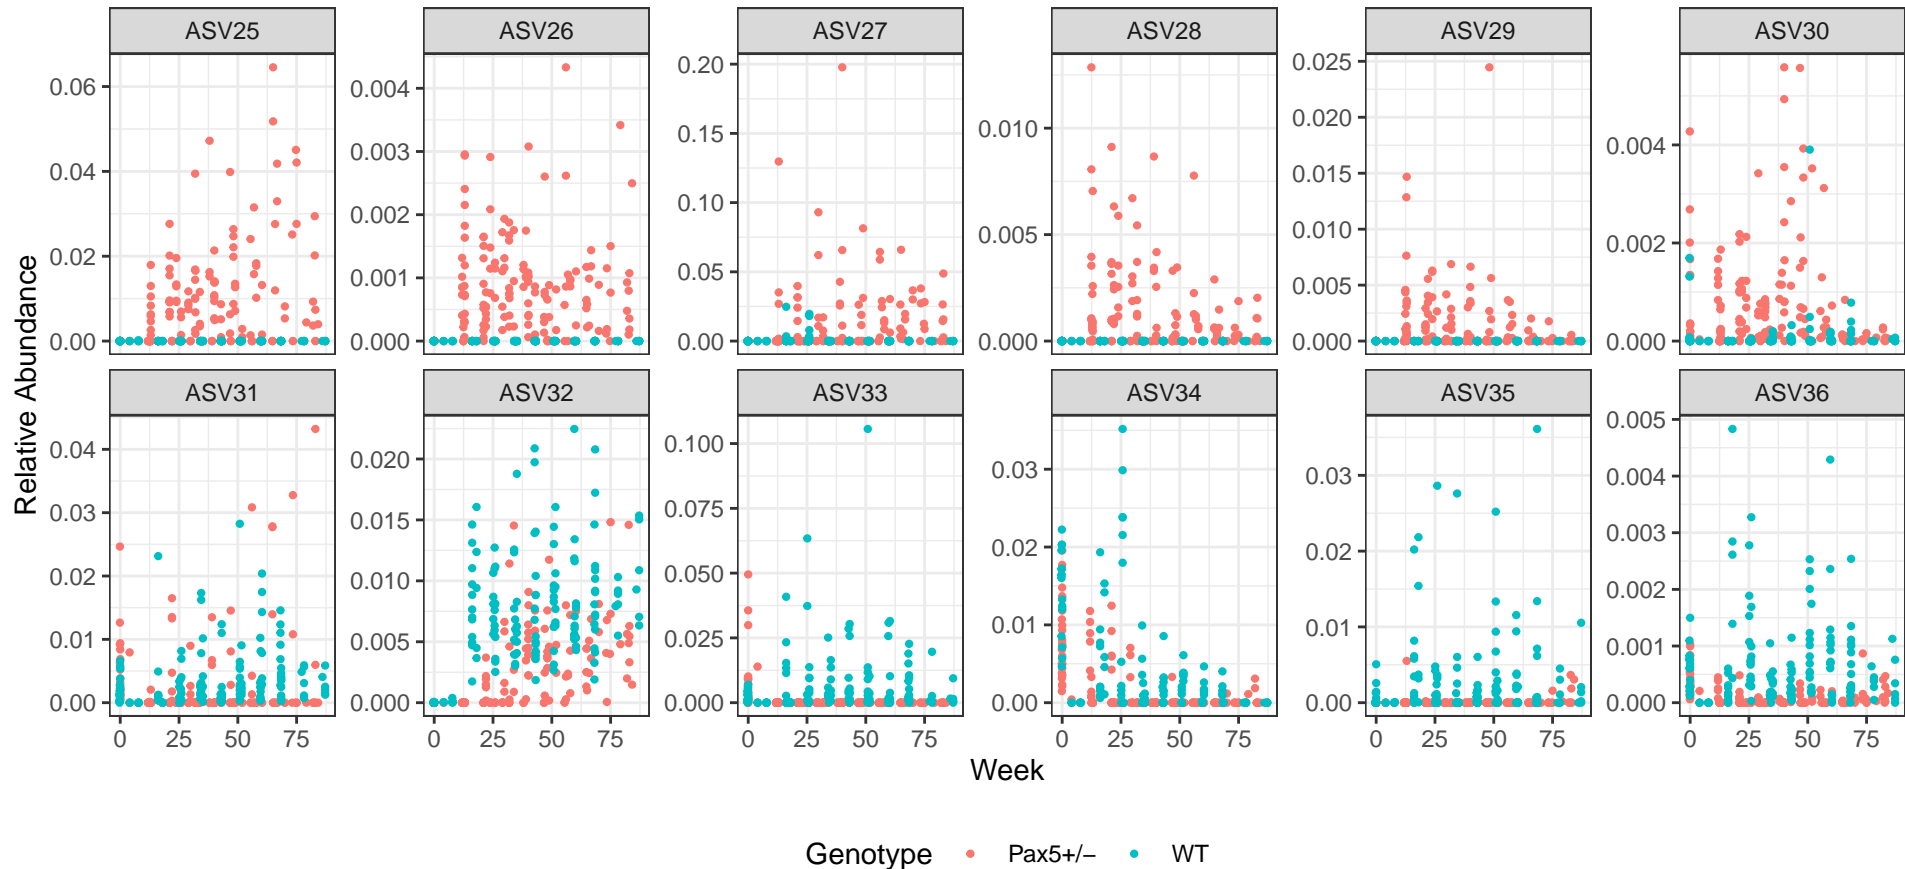 ASV25 ASV26 ASV27 ASV28 ASV29 ASV30
0.06 0.04 0.02 0.00
0.004 0.003 0.002 0.001 0.000
0.20 0.15 0.10 0.05 0.00
0.010 0.005 0.000
0.025 0.020 0.015 0.010 0.005 0.000
0.004 0.002 0.000
Relative Abundance
ASV31 ASV32 ASV33 ASV34 ASV35 ASV36
0.04 0.03 0.02 0.01 0.00
0.020 0.015 0.010 0.005 0.000
0.100 0.075 0.050 0.025 0.000
0.03 0.02 0.01 0.00
0.03 0.02 0.01 0.00
0.005 0.004 0.003 0.002 0.001 0.000
0 25 50 75 0 25 50 75 0 25 50 75 0 25 50 75 0 25 50 75 0 25 50 75
Week
Genotype Pax5+/− WT